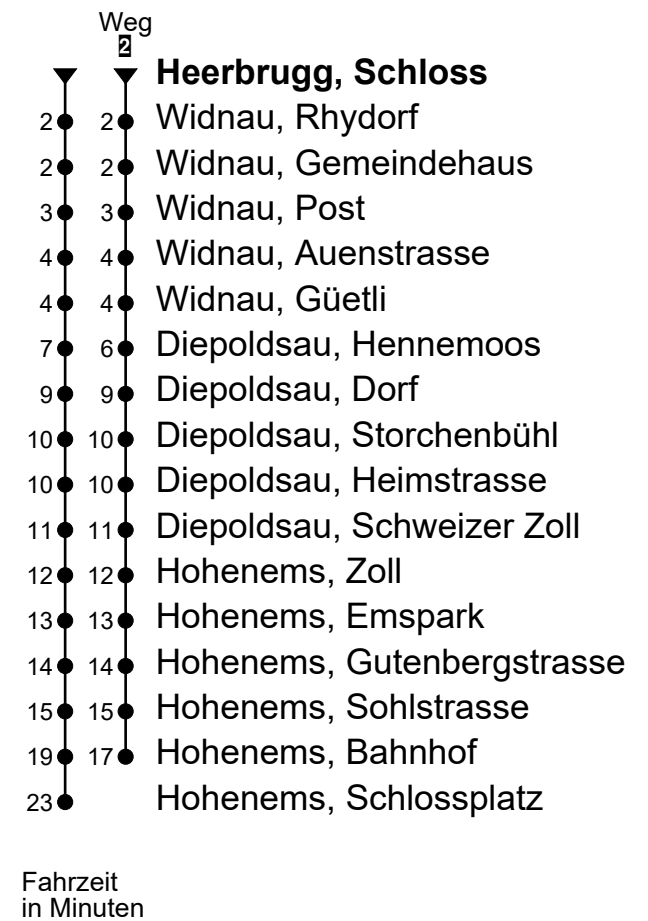 Weg
2
Heerbrugg, Schloss
2 2 Widnau, Rhydorf
2 2 Widnau, Gemeindehaus
3 3 Widnau, Post
4 4 Widnau, Auenstrasse
4 4 Widnau, Güetli
7 6 Diepoldsau, Hennemoos
9 9 Diepoldsau, Dorf
10 10 Diepoldsau, Storchenbühl
10 10 Diepoldsau, Heimstrasse
11 11 Diepoldsau, Schweizer Zoll
12 12 Hohenems, Zoll
13 13 Hohenems, Emspark
14 14 Hohenems, Gutenbergstrasse
15 15 Hohenems, Sohlstrasse
19 17 Hohenems, Bahnhof
23 Hohenems, Schlossplatz
Fahrzeit
in Minuten